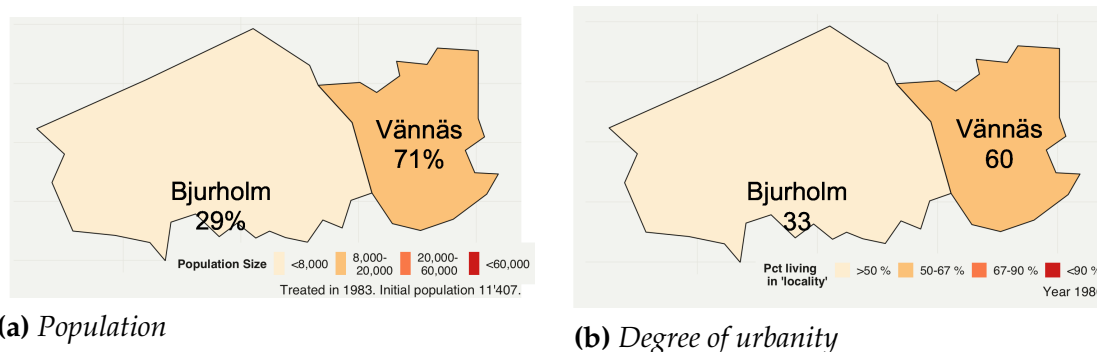 Vännäs
71%
Bjurholm
29%
Population Size <8,000 8,000-20,000 20,000-60,000 <60,000
Treated in 1983. Initial population 11'407.
(a) Population
Vännäs
60
Bjurholm
33
Pct living in 'locality' >50 % 50-67 % 67-90 % <90 %
Year
(b) Degree of urbanity